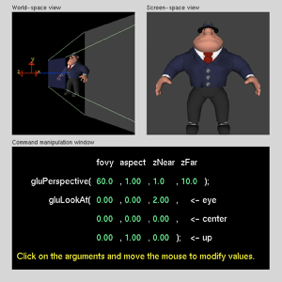 World-space view
Screen-space view
Command manipulation window
fovy aspect zNear zFar
gluPerspective( 60.0 , 1.00 , 1.0 , 10.0 );
gluLookAt( 0.00 , 0.00 , 2.00 , <- eye
0.00 , 0.00 , 0.00 , <- center
0.00 , 1.00 , 0.00 ); <- up
Click on the arguments and move the mouse to modify values.